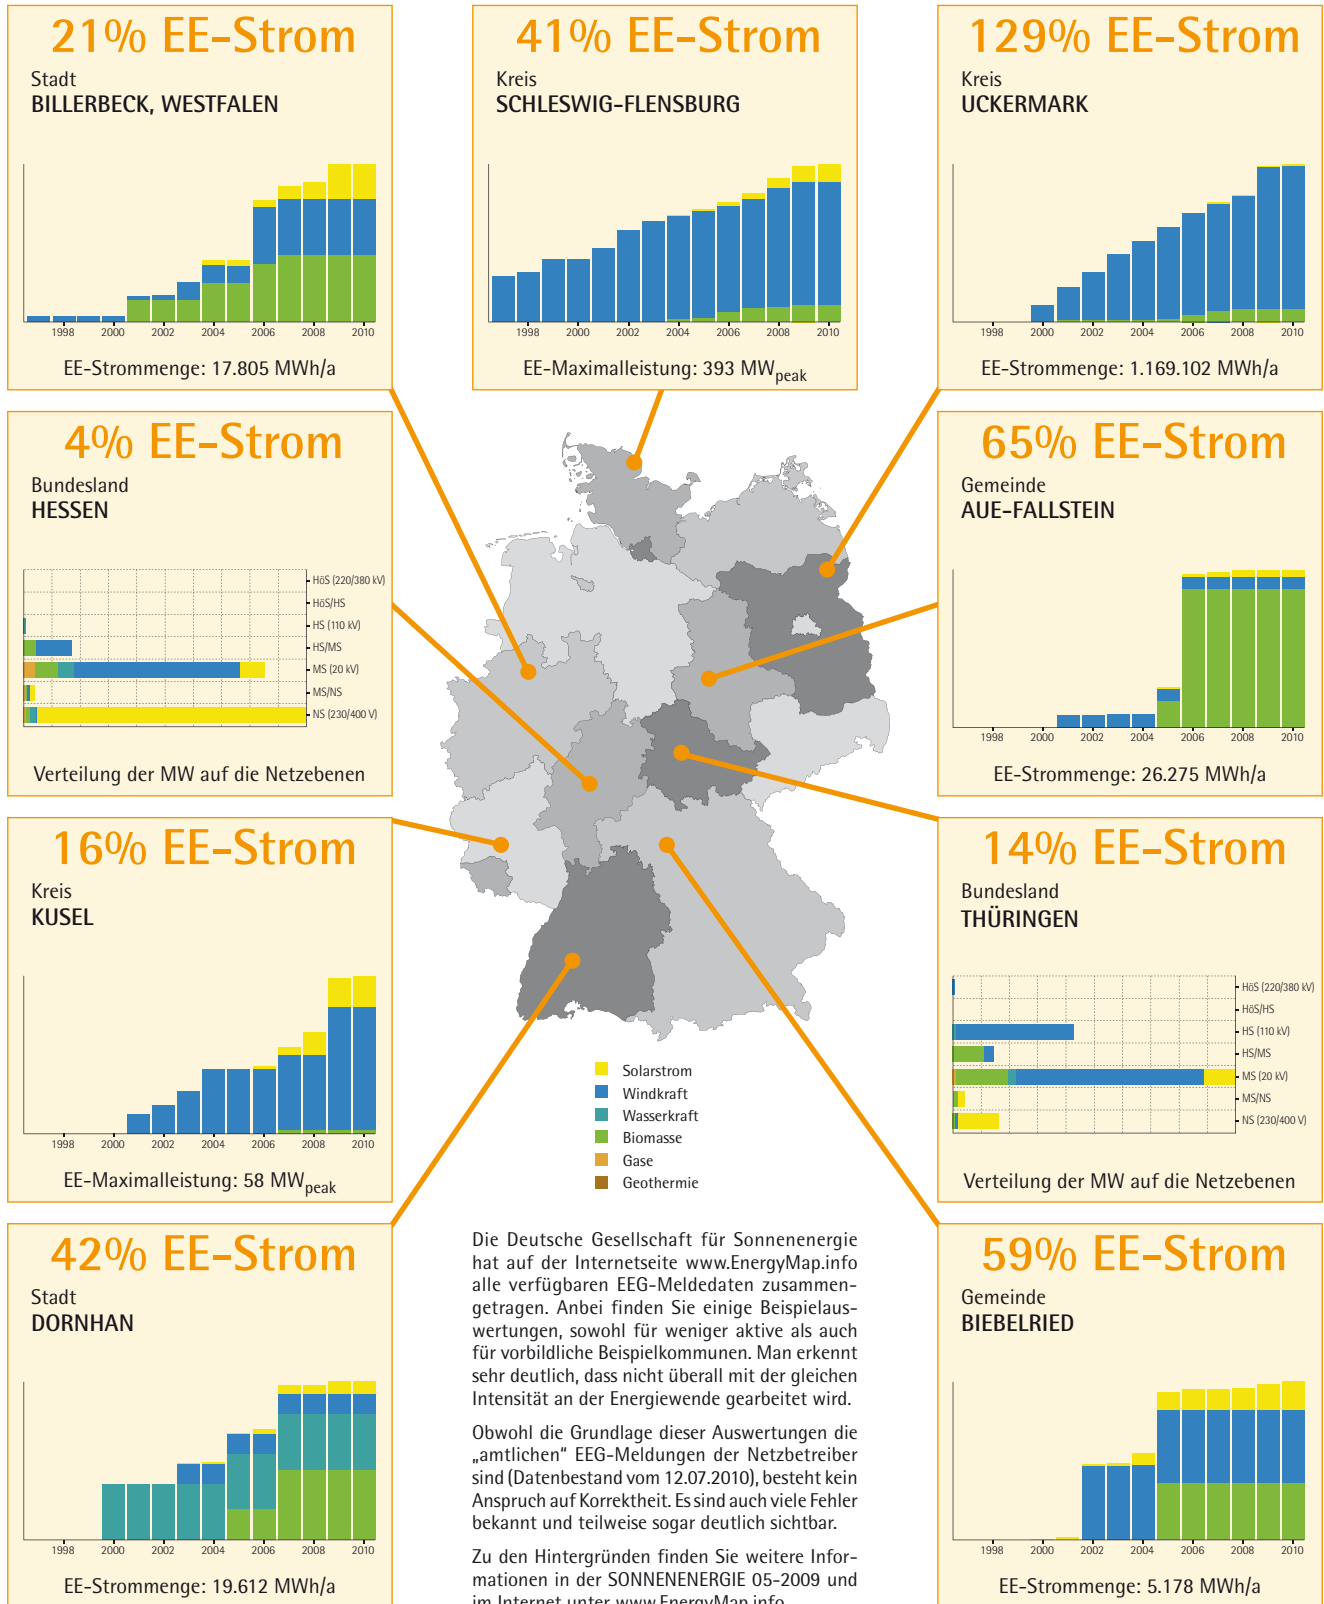 21% EE-Strom
Stadt
BILLERBECK, WESTFALEN
1998 2000 2002 2004 2006 2008 2010
EE-Strommenge: 17.805 MWh/a
41% EE-Strom
Kreis
SCHLESWIG-FLENSBURG
1998 2000 2002 2004 2006 2008 2010
EE-Maximalleistung: 393 MWpeak
129% EE-Strom
Kreis
UCKERMARK
1998 2000 2002 2004 2006 2008 2010
EE-Strommenge: 1.169.102 MWh/a
4% EE-Strom
Bundesland
HESSEN
HöS (220/380 kV)
HöS/HS
HS (110 kV)
HS/MS
MS (20 kV)
MS/NS
NS (230/400 V)
Verteilung der MW auf die Netzebenen
65% EE-Strom
Gemeinde
AUE-FALLSTEIN
1998 2000 2002 2004 2006 2008 2010
EE-Strommenge: 26.275 MWh/a
16% EE-Strom
Kreis
KUSEL
1998 2000 2002 2004 2006 2008 2010
EE-Maximalleistung: 58 MWpeak
14% EE-Strom
Bundesland
THÜRINGEN
HöS (220/380 kV)
HöS/HS
HS (110 kV)
HS/MS
MS (20 kV)
MS/NS
NS (230/400 V)
Verteilung der MW auf die Netzebenen
Solarstrom
Windkraft
Wasserkraft
Biomasse
Gase
Geothermie
42% EE-Strom
Stadt
DORNHAN
1998 2000 2002 2004 2006 2008 2010
EE-Strommenge: 19.612 MWh/a
Die Deutsche Gesellschaft für Sonnenenergie
hat auf der Internetseite www.EnergyMap.info
alle verfügbaren EEG-Meldedaten zusammen-
getragen. Anbei finden Sie einige Beispielaus-
wertungen, sowohl für weniger aktive als auch
für vorbildliche Beispielkommunen. Man erkennt
sehr deutlich, dass nicht überall mit der gleichen
Intensität an der Energiewende gearbeitet wird.
Obwohl die Grundlage dieser Auswertungen die
„amtlichen“ EEG-Meldungen der Netzbetreiber
sind (Datenbestand vom 12.07.2010), besteht kein
Anspruch auf Korrektheit. Es sind auch viele Fehler
bekannt und teilweise sogar deutlich sichtbar.
Zu den Hintergründen finden Sie weitere Infor-
mationen in der SONNENENERGIE 05-2009 und
im Internet unter www.EnergyMap.info
59% EE-Strom
Gemeinde
BIEBELRIED
1998 2000 2002 2004 2006 2008 2010
EE-Strommenge: 5.178 MWh/a